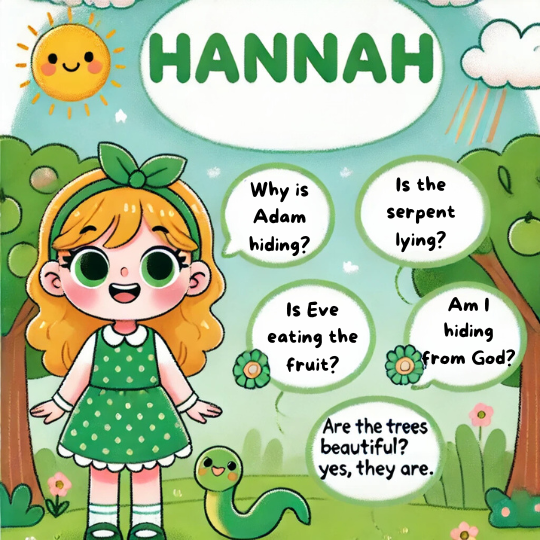 HANNAH
Why is
Adam
hiding?
Is the
serpent
lying?
Is Eve
eating the
fruit?
Am I
hiding
from God?
Are the trees
beautiful?
yes, they are.